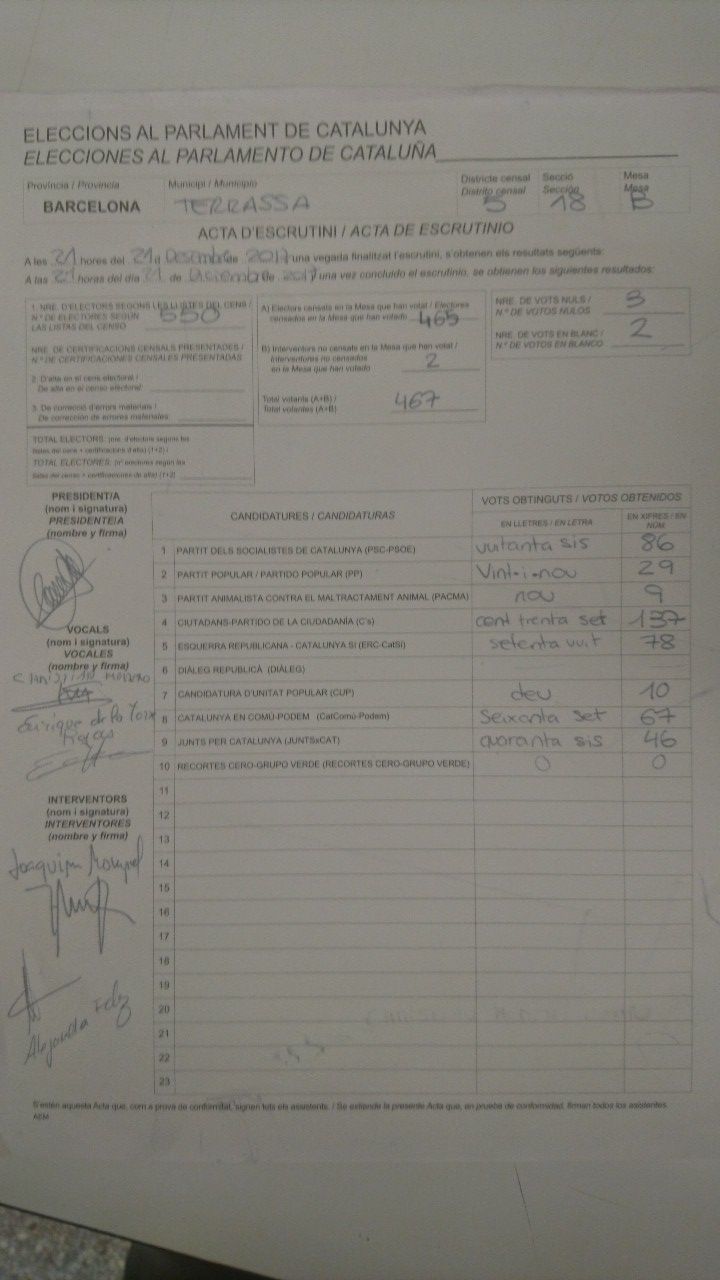 ELECCIONS AL PARLAMENT DE CATALUNYA
ELECCIONES AL PARLAMENTO DE CATALUÑA
Província / Provincia
BARCELONA
Municipi / Municipio
TERRASSA
Districte censal
Distrito censal
5
Secció
Sección
18
Mesa
Mesa
B
ACTA D'ESCRUTINI / ACTA DE ESCRUTINIO
A les 21 hores del 21 d Desembre de 2017 una vegada finalitzat l'escrutini, s'obtenen els resultats següents:
A las 21 horas del día 21 de Diciembre de 2017 una vez concluido el escrutinio, se obtienen los siguientes resultados:
1. NRE. D'ELECTORS SEGONS LES LLISTES DEL CENS /
N.º DE ELECTORES SEGÚN
LAS LISTAS DEL CENSO
550
NRE. DE CERTIFICACIONS CENSALS PRESENTADES /
N.º DE CERTIFICACIONES CENSALES PRESENTADAS
2. D'alta en el cens electoral /
De alta en el censo electoral:
3. De correcció d'errors materials /
De corrección de errores materiales:
TOTAL ELECTORS: (nre. d'electors segons les
llistes del cens + certificacions d'alta) (1+2) /
TOTAL ELECTORES: (nº electores según las
listas del censo + certificaciones de alta) (1+2)
A) Electors censats en la Mesa que han votat / Electores
censados en la Mesa que han votado 465
B) Interventors no censats en la Mesa que han votat /
Interventores no censados
en la Mesa que han votado 2
Total votants (A+B) /
Total votantes (A+B) 467
NRE. DE VOTS NULS /
N.º DE VOTOS NULOS 3
NRE. DE VOTS EN BLANC /
N.º DE VOTOS EN BLANCO 2
PRESIDENT/A
(nom i signatura)
PRESIDENTE/A
(nombre y firma)
VOCALS
(nom i signatura)
VOCALES
(nombre y firma)
Enrique de la Torre
INTERVENTORS
(nom i signatura)
INTERVENTORES
(nombre y firma)
Joaquim
Alejandra
CANDIDATURES / CANDIDATURAS
VOTS OBTINGUTS / VOTOS OBTENIDOS
EN LLETRES / EN LETRA
EN XIFRES / EN NÚM.
1 PARTIT DELS SOCIALISTES DE CATALUNYA (PSC-PSOE) vuitanta sis 86
2 PARTIT POPULAR / PARTIDO POPULAR (PP) Vint-i-nou 29
3 PARTIT ANIMALISTA CONTRA EL MALTRACTAMENT ANIMAL (PACMA) nou 9
4 CIUTADANS-PARTIDO DE LA CIUDADANÍA (C's) cent trenta set 137
5 ESQUERRA REPUBLICANA - CATALUNYA SÍ (ERC-CatSí) setenta vuit 78
6 DIÀLEG REPUBLICÀ (DIÀLEG)
7 CANDIDATURA D'UNITAT POPULAR (CUP) deu 10
8 CATALUNYA EN COMÚ-PODEM (CatComú-Podem) Seixanta set 67
9 JUNTS PER CATALUNYA (JUNTSxCAT) quoranta sis 46
10 RECORTES CERO-GRUPO VERDE (RECORTES CERO-GRUPO VERDE) 0 0
11
12
13
14
15
16
17
18
19
20
21
22
23
S'estén aquesta Acta que, com a prova de conformitat, signen tots els assistents. / Se extiende la presente Acta que, en prueba de conformidad, firman todos los asistentes.